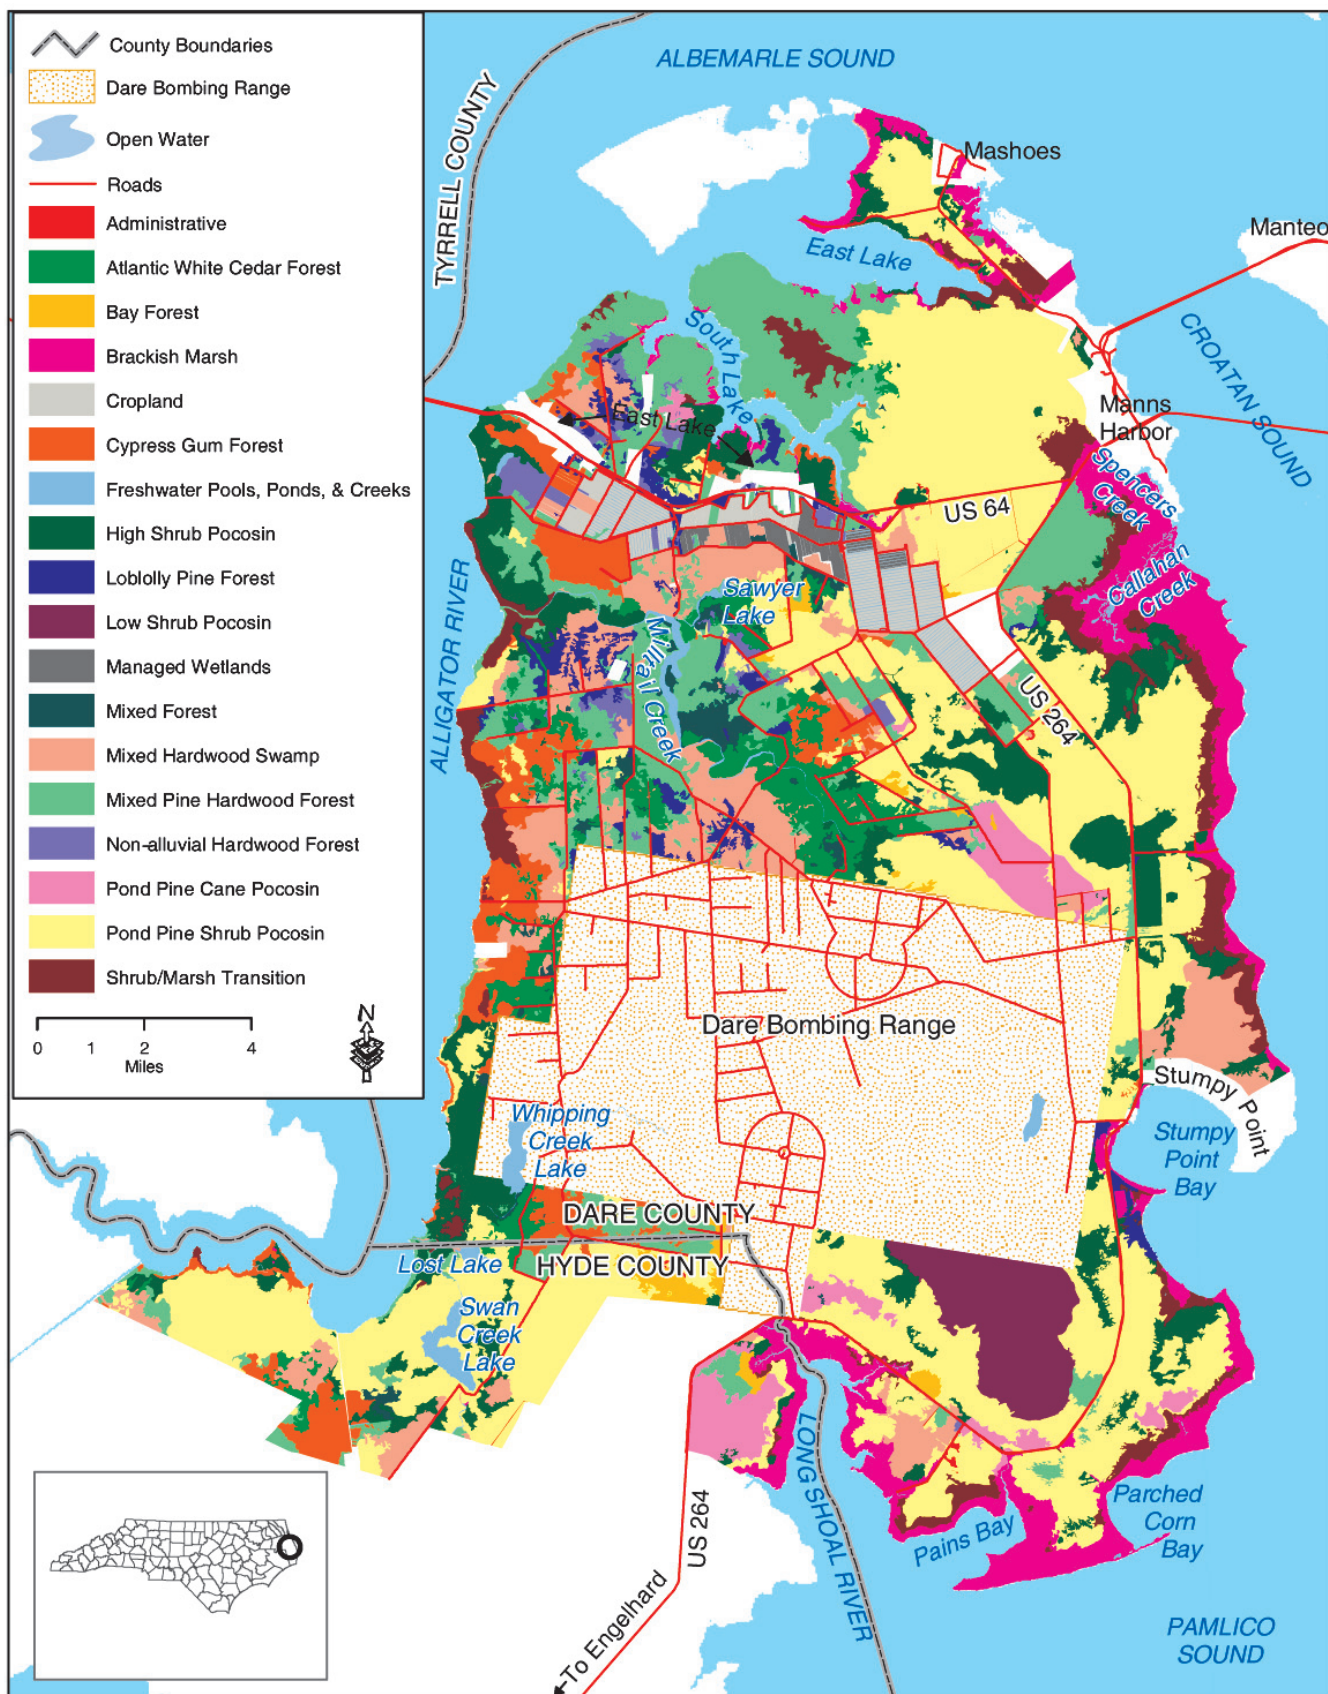 County Boundaries
Dare Bombing Range
Open Water
Roads
Administrative
Atlantic White Cedar Forest
Bay Forest
Brackish Marsh
Cropland
Cypress Gum Forest
Freshwater Pools, Ponds, & Creeks
High Shrub Pocosin
Loblolly Pine Forest
Low Shrub Pocosin
Managed Wetlands
Mixed Forest
Mixed Hardwood Swamp
Mixed Pine Hardwood Forest
Non-alluvial Hardwood Forest
Pond Pine Cane Pocosin
Pond Pine Shrub Pocosin
Shrub/Marsh Transition
N
0 1 2 4
Miles
ALBEMARLE SOUND
TYRRELL COUNTY
Mashoes
Manteo
East Lake
CROATAN SOUND
South Lake
East Lake
Manns
Harbor
Spencers
Creek
US 64
Callahan
Creek
ALLIGATOR RIVER
Sawyer
Lake
Milltail Creek
US 264
Dare Bombing Range
Stumpy Point
Whipping
Creek
Lake
Stumpy
Point
Bay
DARE COUNTY
HYDE COUNTY
Lost Lake
Swan
Creek
Lake
LONG SHOAL RIVER
US 264
Pains Bay
Parched
Corn
Bay
To Engelhard
PAMLICO
SOUND